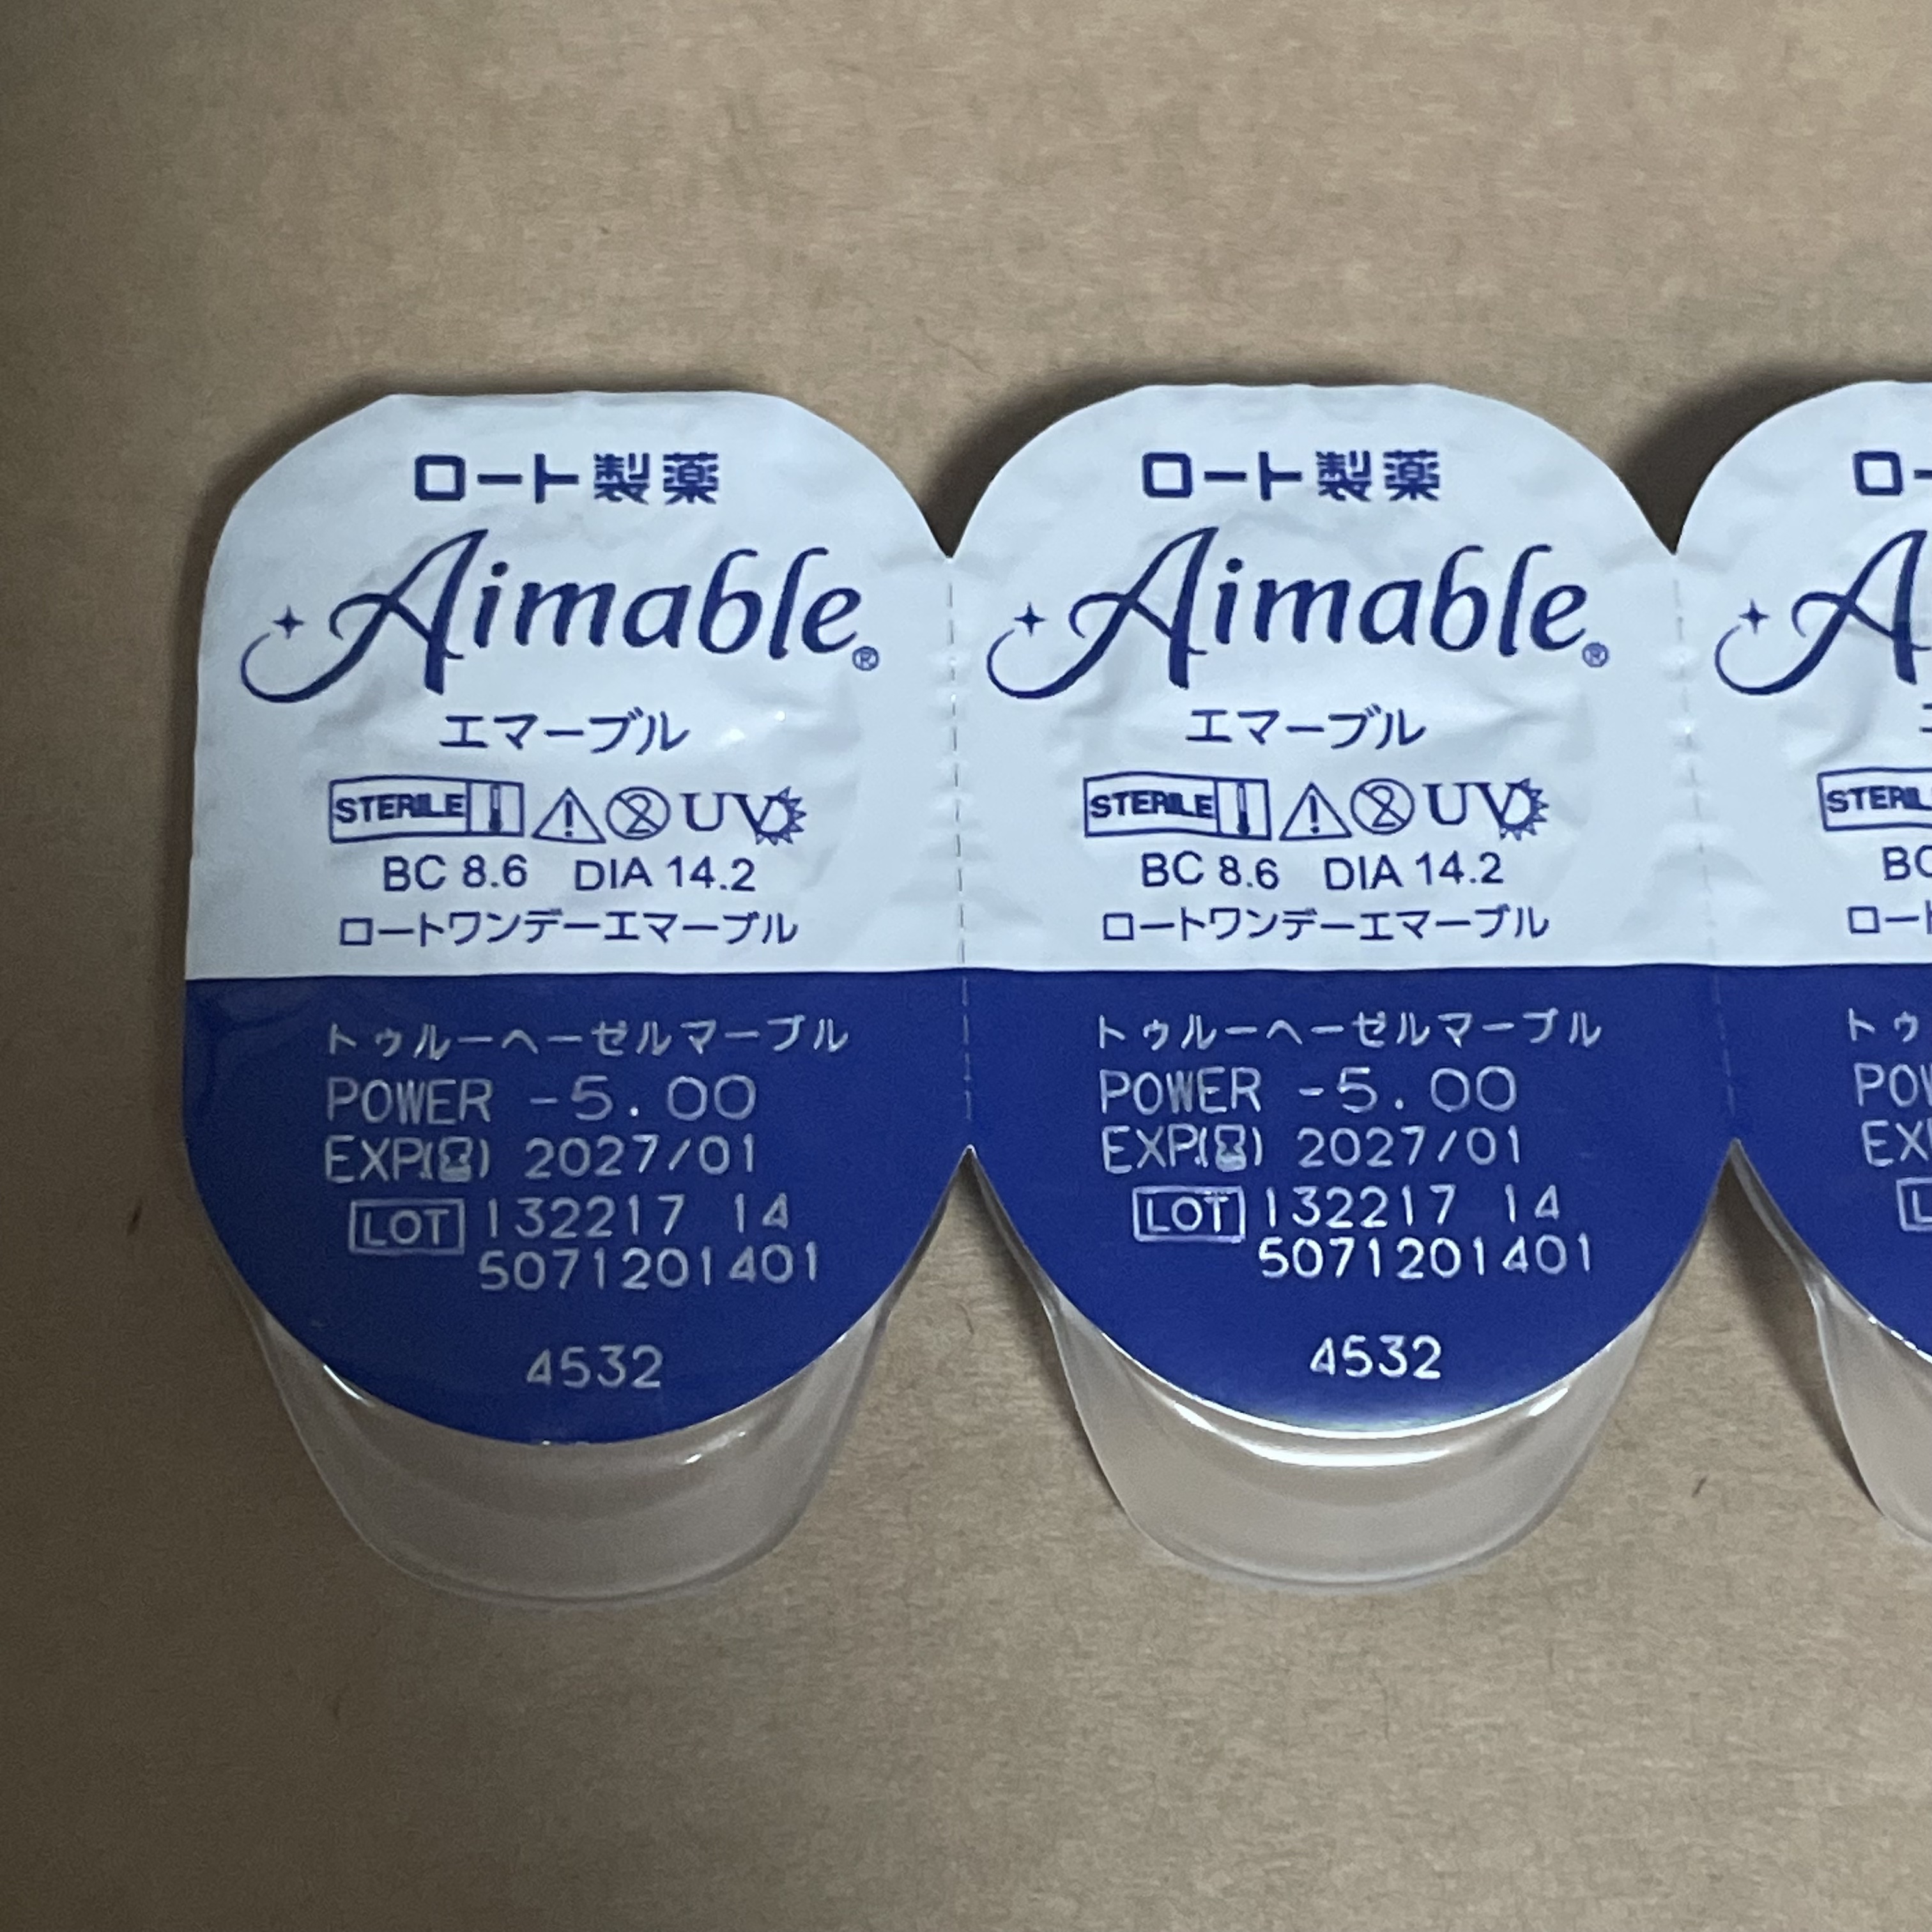 ロート製薬
Aimable®
エマーブル
STERILE UV
BC 8.6 DIA 14.2
ロートワンデーエマーブル
トゥルーヘーゼルマーブル
POWER -5.00
EXP(⌛) 2027/01
LOT 132217 14
5071201401
4532
ロート製薬
Aimable®
エマーブル
STERILE UV
BC 8.6 DIA 14.2
ロートワンデーエマーブル
トゥルーヘーゼルマーブル
POWER -5.00
EXP(⌛) 2027/01
LOT 132217 14
5071201401
4532